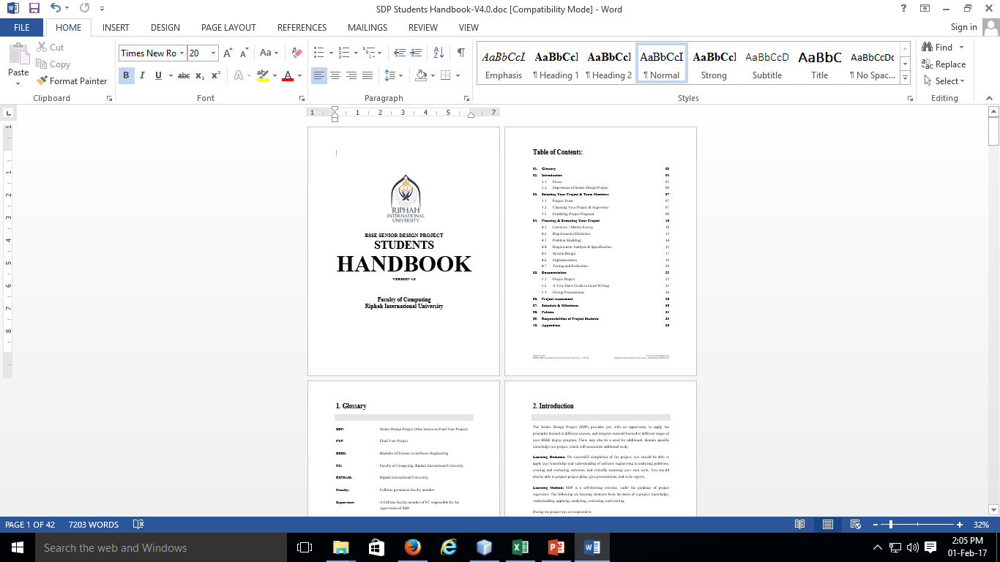 SDP Students Handbook-V4.0.doc [Compatibility Mode] - Word
FILE HOME INSERT DESIGN PAGE LAYOUT REFERENCES MAILINGS REVIEW VIEW Sign in
Paste
Cut
Copy
Format Painter
Clipboard
Times New Ro 20
Font
Paragraph
AaBbCcI AaBbCcI AaBbCcI AaBbCcI AaBbCcI AaBbCcD AaBbC AaBbCcDc
Emphasis ¶ Heading 1 ¶ Heading 2 ¶ Normal Strong Subtitle Title ¶ No Spac...
Styles
Find
Replace
Select
Editing
1 1 2 3 4 5 7
1
1
2
3
4
5
6
7
8
RIPHAH
INTERNATIONAL
UNIVERSITY
BSSE SENIOR DESIGN PROJECT
STUDENTS
HANDBOOK
VERSION 4.0
Faculty of Computing
Riphah International University
Table of Contents:
01. Glossary 03
02. Introduction 04
2.1. Focus 05
2.2. Importance of Senior Design Project 06
03. Selecting Your Project & Team Members 07
3.1 Project Team 07
3.2 Choosing Your Project & Supervisor 07
3.3 Finalizing Project Proposal 08
04. Planning & Executing Your Project 10
4.1 Literature / Market Survey 10
4.2 Requirements Elicitation 13
4.3 Problem Modeling 14
4.4 Requirement Analysis & Specification 15
4.5 System Design 17
4.6 Implementation 19
4.7 Testing and Evaluation 20
05. Documentation 22
5.1 Project Report 23
5.2 A Very Short Guide to Good Writing 25
5.3 Giving Presentations 26
06. Project Assessment 28
07. Schedule & Milestones 30
08. Policies 31
09. Responsibilities of Project Students 33
10. Appendices 35
Faculty of Computing
1. Glossary
SDP: Senior Design Project (Also known as Final Year Project)
FYP Final Year Project
BSSE: Bachelor of Science in Software Engineering
FC: Faculty of Computing, Riphah International University
RIPHAH: Riphah International University
Faculty: Fulltime permanent faculty member
Supervisor: A fulltime faculty member of FC responsible for the
supervision of SDP.
2. Introduction
The Senior Design Project (SDP) provides you with an opportunity to apply the
principles learned in different courses, and integrate material learned at different stages of
your BSSE degree program. There may also be a need for additional, domain specific
knowledge in a project, which will necessitate additional study.
Learning Outcome: On successful completion of the project, you should be able to
apply your knowledge and understanding of software engineering to analyzing problems,
creating and evaluating solutions, and critically assessing your own work. You should
also be able to prepare project plans, give presentations, and write reports.
Learning Method: SDP is a self-learning exercise, under the guidance of project
supervisor. The following six learning elements form the basis of a project: knowledge,
understanding, applying, analyzing, evaluating, and creating.
During the project you are expected to:
PAGE 1 OF 42 7203 WORDS 32%
Search the web and Windows
2:05 PM
01-Feb-17